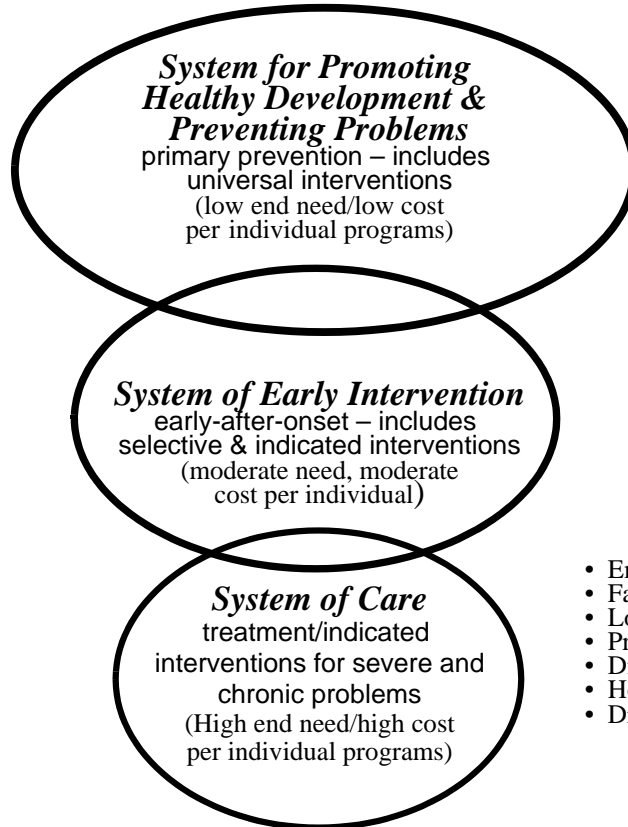 System for Promoting
Healthy Development &
Preventing Problems
primary prevention – includes
universal interventions
(low end need/low cost
per individual programs)
System of Early Intervention
early-after-onset – includes
selective & indicated interventions
(moderate need, moderate
cost per individual)
System of Care
treatment/indicated
interventions for severe and
chronic problems
(High end need/high cost
per individual programs)
•
•
•
•
•
•
•